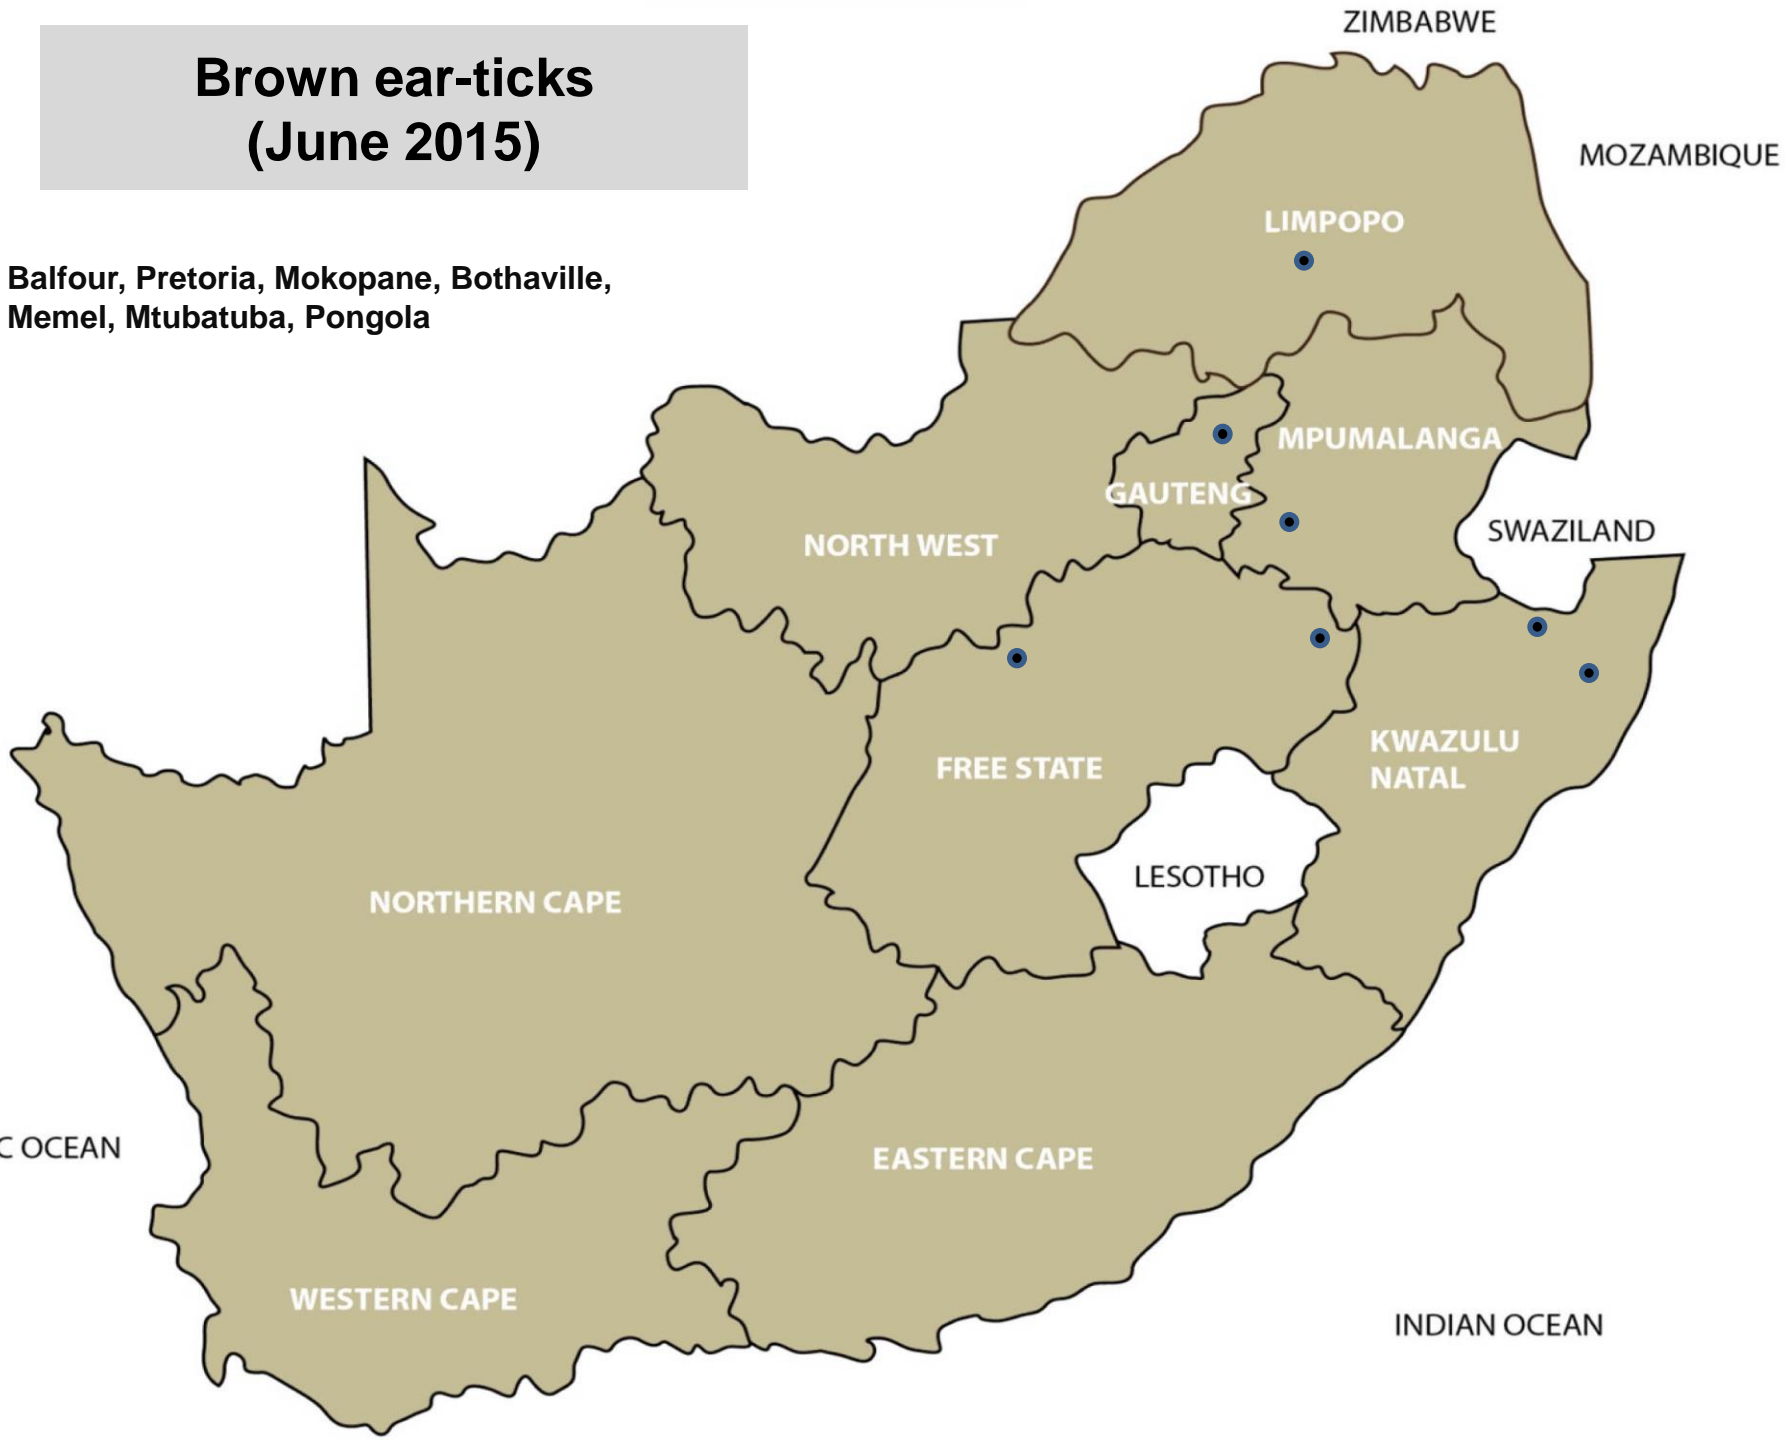 Brown ear-ticks
(June 2015)
Balfour, Pretoria, Mokopane, Bothaville,
Memel, Mtubatuba, Pongola
ZIMBABWE
MOZAMBIQUE
LIMPOPO
MPUMALANGA
GAUTENG
SWAZILAND
NORTH WEST
KWAZULU
NATAL
FREE STATE
LESOTHO
NORTHERN CAPE
C OCEAN
EASTERN CAPE
WESTERN CAPE
INDIAN OCEAN